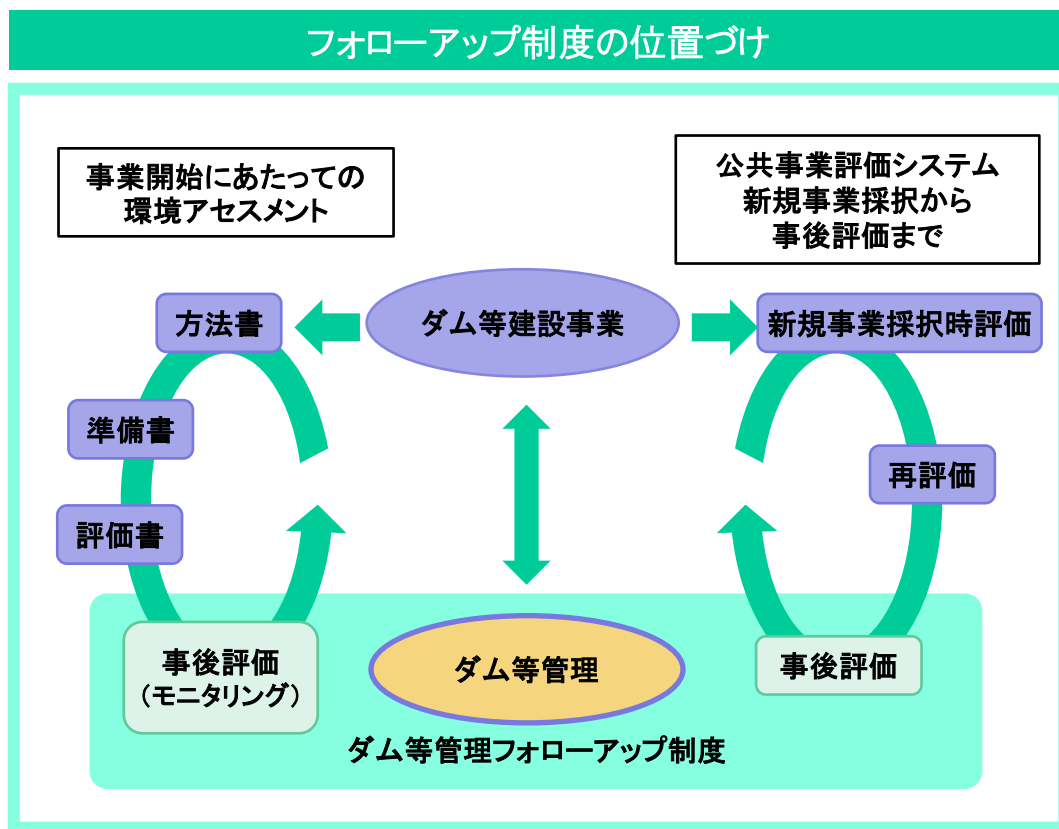 フォローアップ制度の位置づけ
事業開始にあたっての
環境アセスメント
公共事業評価システム
新規事業採択から
事後評価まで
方法書
ダム等建設事業
新規事業採択時評価
準備書
再評価
評価書
事後評価
（モニタリング）
ダム等管理
事後評価
ダム等管理フォローアップ制度